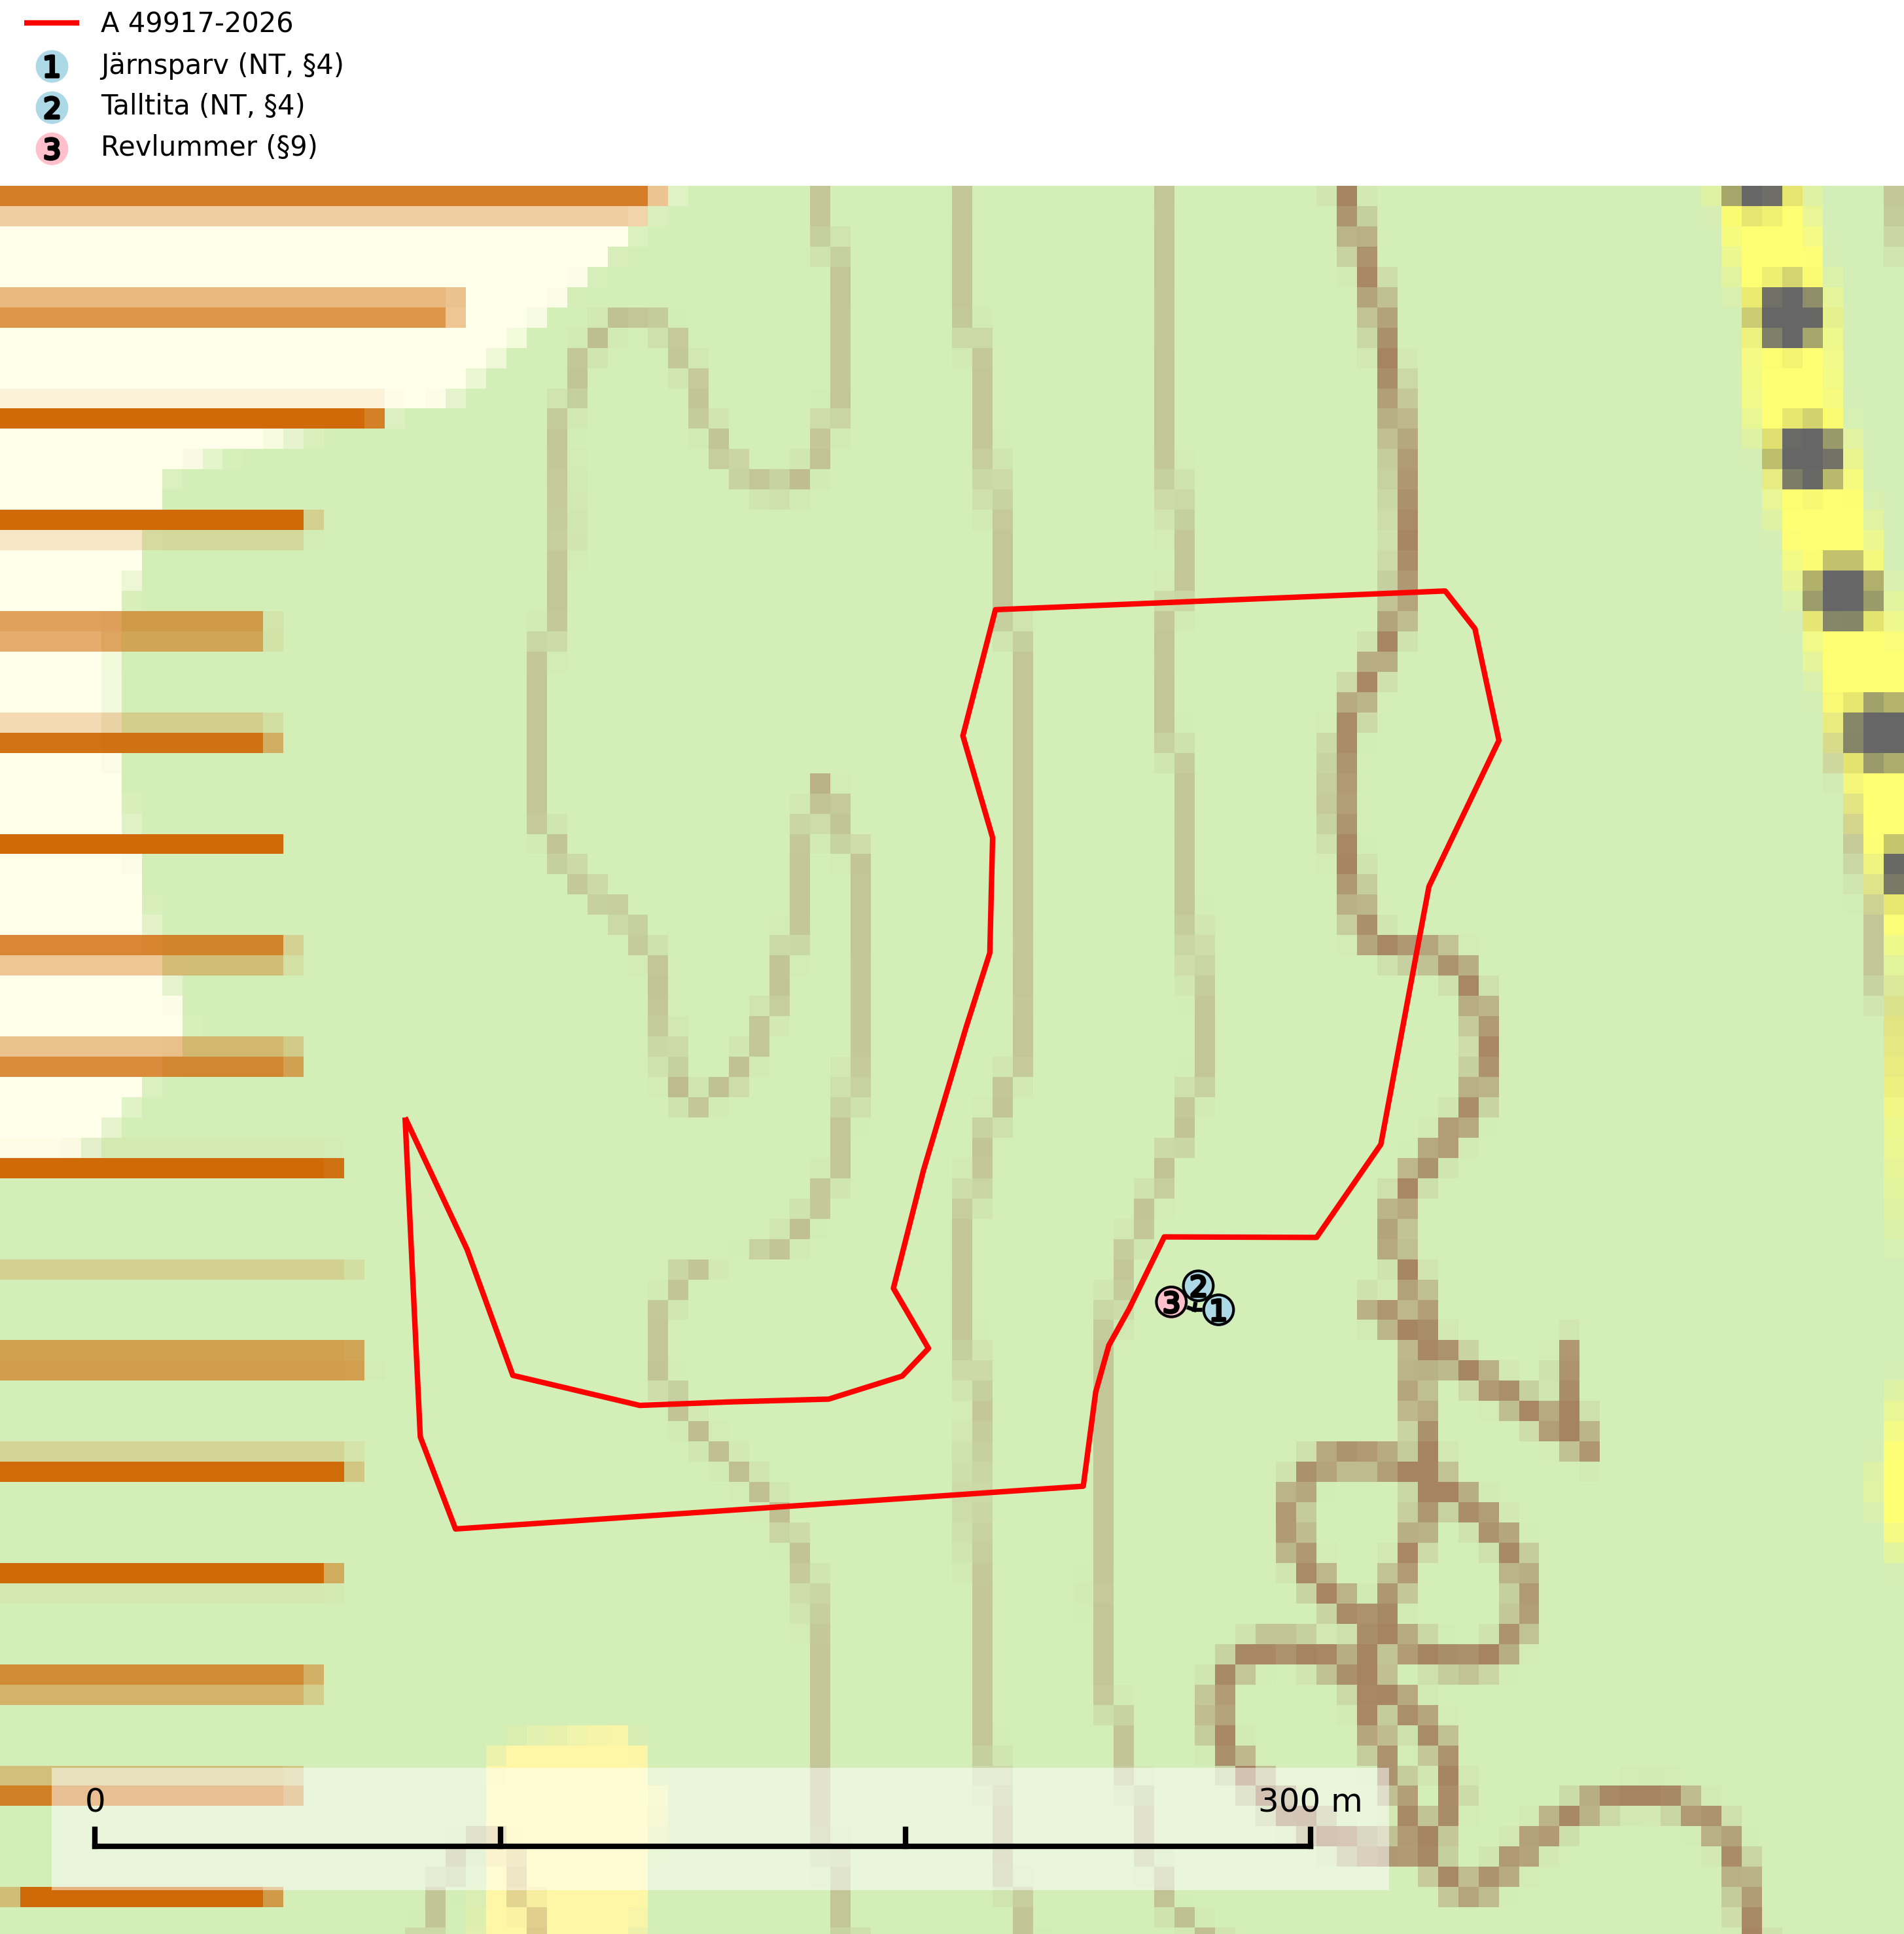 A 49917-2026
1 Järnsparv (NT, §4)
2 Talltita (NT, §4)
3 Revlummer (§9)
2
3 1
0 300 m